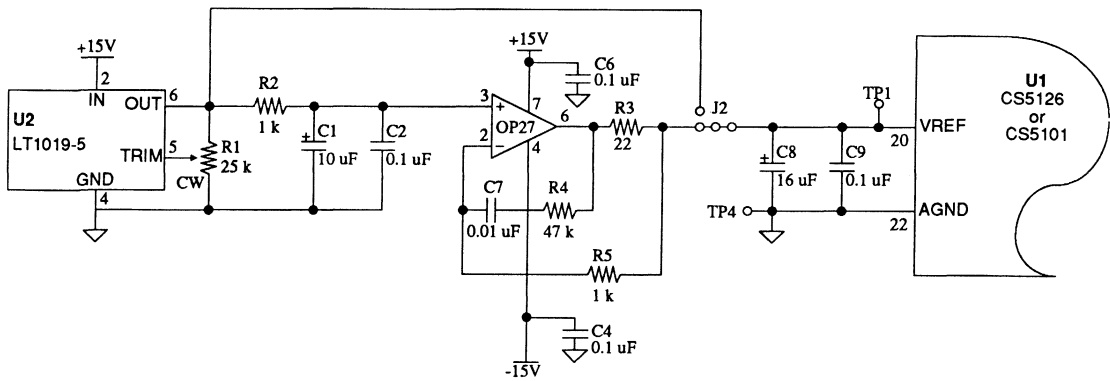 +15V
2
IN
OUT
6
U2
LT1019-5
TRIM
5
GND
4
R1
25 k
CW
R2
1 k
C1
+
10 uF
C2
0.1 uF
+15V
C6
0.1 uF
3
+
7
OP27
6
2
−
4
R3
22
C7
0.01 uF
R4
47 k
R5
1 k
C4
0.1 uF
-15V
J2
TP1
C8
+
16 uF
C9
0.1 uF
TP4
U1
CS5126
or
CS5101
VREF
20
AGND
22